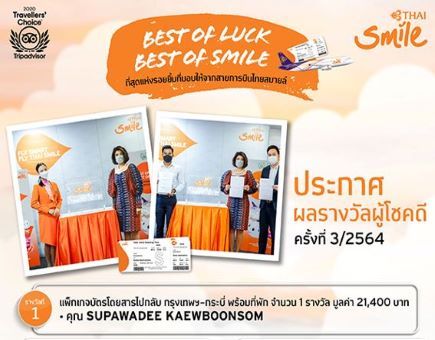 2020
Travellers'
Choice
Tripadvisor
BEST OF LUCK
BEST OF SMILE
ที่สุดแห่งรอยยิ้มที่มอบให้จากสายการบินไทยสมายล์
THAI
Smile
Smile
FLY SMART
FLY THAI SMILE
Smile
ประกาศ
ผลรางวัลผู้โชคดี
ครั้งที่ 3/2564
รางวัลที่
1
แพ็กเกจบัตรโดยสารไปกลับ กรุงเทพฯ-กระบี่ พร้อมที่พัก จำนวน 1 รางวัล มูลค่า 21,400 บาท
• คุณ SUPAWADEE KAEWBOONSOM